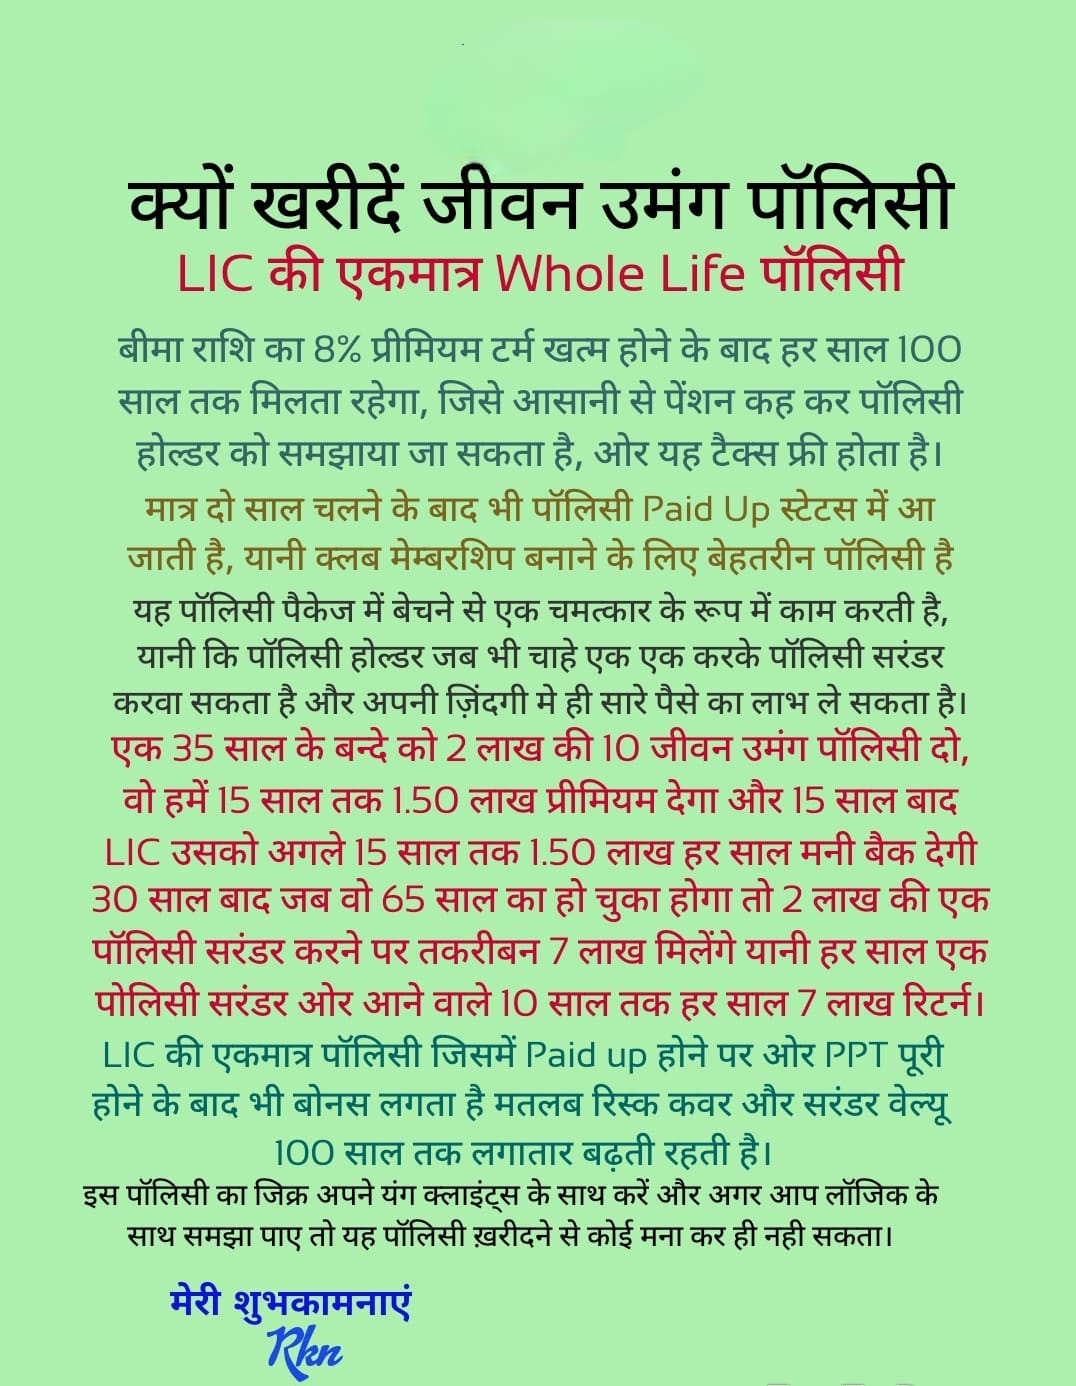 क्यों खरीदें जीवन उमंग पॉलिसी
LIC की एकमात्र Whole Life पॉलिसी
बीमा राशि का 8% प्रीमियम टर्म खत्म होने के बाद हर साल 100
साल तक मिलता रहेगा, जिसे आसानी से पेंशन कह कर पॉलिसी
होल्डर को समझाया जा सकता है, ओर यह टैक्स फ्री होता है।
मात्र दो साल चलने के बाद भी पॉलिसी Paid Up स्टेटस में आ
जाती है, यानी क्लब मेम्बरशिप बनाने के लिए बेहतरीन पॉलिसी है
यह पॉलिसी पैकेज में बेचने से एक चमत्कार के रूप में काम करती है,
यानी कि पॉलिसी होल्डर जब भी चाहे एक एक करके पॉलिसी सरंडर
करवा सकता है और अपनी ज़िंदगी मे ही सारे पैसे का लाभ ले सकता है।
एक 35 साल के बन्दे को 2 लाख की 10 जीवन उमंग पॉलिसी दो,
वो हमें 15 साल तक 1.50 लाख प्रीमियम देगा और 15 साल बाद
LIC उसको अगले 15 साल तक 1.50 लाख हर साल मनी बैक देगी
30 साल बाद जब वो 65 साल का हो चुका होगा तो 2 लाख की एक
पॉलिसी सरंडर करने पर तकरीबन 7 लाख मिलेंगे यानी हर साल एक
पोलिसी सरंडर ओर आने वाले 10 साल तक हर साल 7 लाख रिटर्न।
LIC की एकमात्र पॉलिसी जिसमें Paid up होने पर ओर PPT पूरी
होने के बाद भी बोनस लगता है मतलब रिस्क कवर और सरंडर वेल्यू
100 साल तक लगातार बढ़ती रहती है।
इस पॉलिसी का जिक्र अपने यंग क्लाइंट्स के साथ करें और अगर आप लॉजिक के
साथ समझा पाए तो यह पॉलिसी ख़रीदने से कोई मना कर ही नही सकता।
मेरी शुभकामनाएं
Rkn